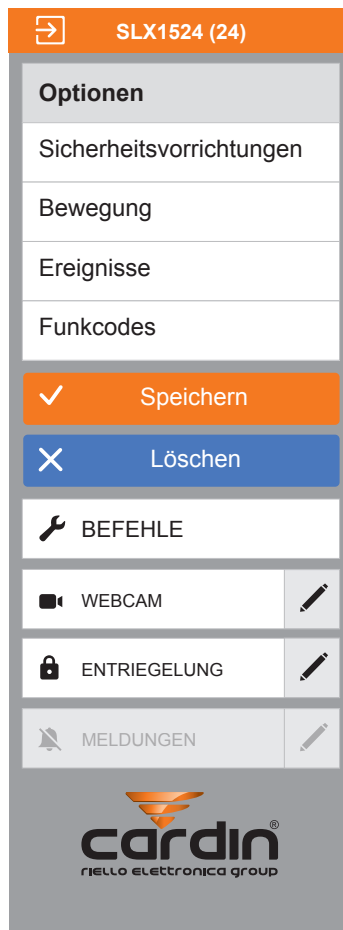 SLX1524 (24)
Optionen
Sicherheitsvorrichtungen
Bewegung
Ereignisse
Funkcodes
Speichern
Löschen
BEFEHLE
WEBCAM
ENTRIEGELUNG
MELDUNGEN
cardin®
riello elettronica group